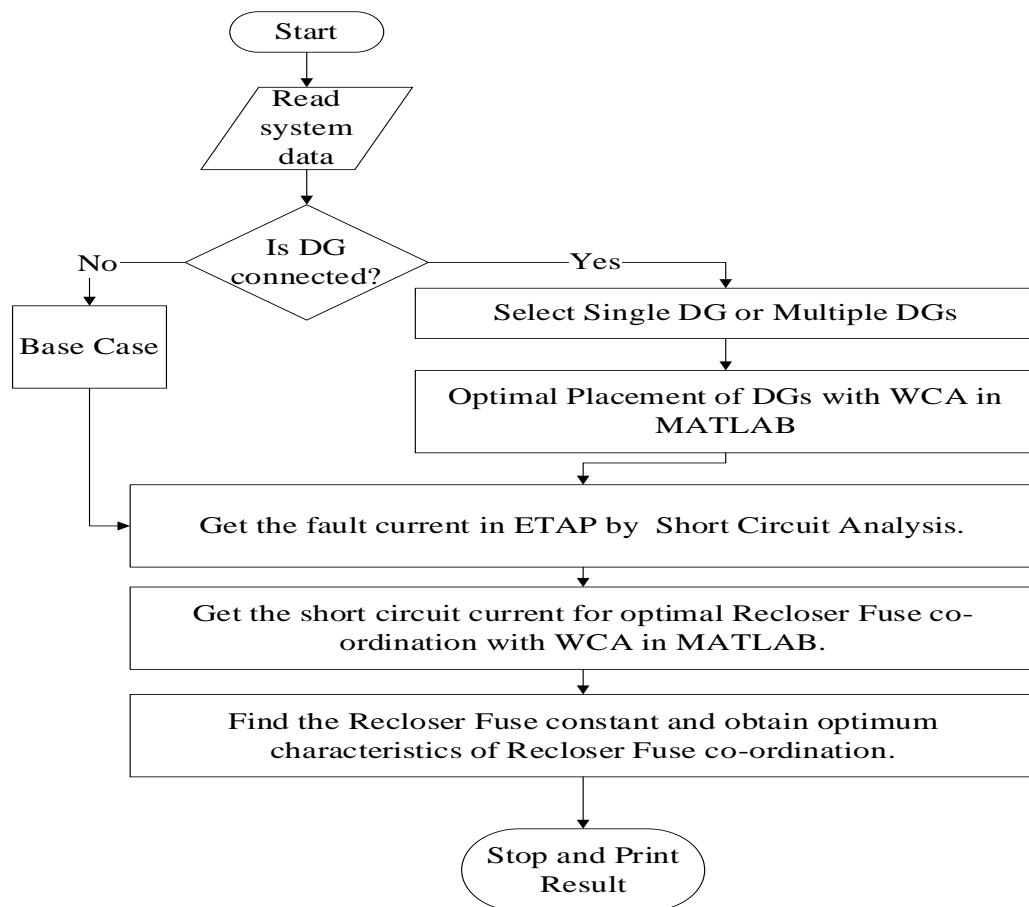 Start
Read
system
data
Is DG
connected?
No
Yes
Base Case
Select Single DG or Multiple DGs
Optimal Placement of DGs with WCA in
MATLAB
Get the fault current in ETAP by Short Circuit Analysis.
Get the short circuit current for optimal Recloser Fuse co-
ordination with WCA in MATLAB.
Find the Recloser Fuse constant and obtain optimum
characteristics of Recloser Fuse co-ordination.
Stop and Print
Result